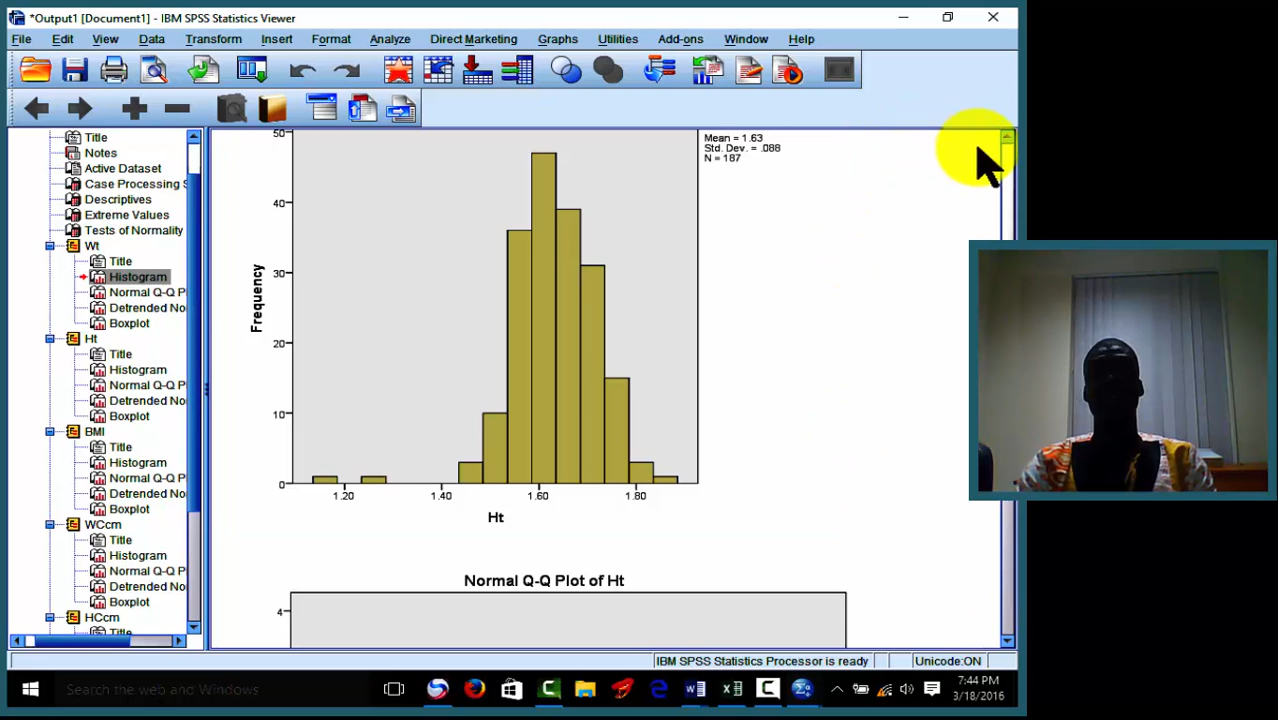 *Output1 [Document1] - IBM SPSS Statistics Viewer
File Edit View Data Transform Insert Format Analyze Direct Marketing Graphs Utilities Add-ons Window Help
Title
Notes
Active Dataset
Case Processing S
Descriptives
Extreme Values
Tests of Normality
Wt
Title
Histogram
Normal Q-Q Pl
Detrended No
Boxplot
Ht
Title
Histogram
Normal Q-Q Pl
Detrended No
Boxplot
BMI
Title
Histogram
Normal Q-Q Pl
Detrended No
Boxplot
WCcm
Title
Histogram
Normal Q-Q Pl
Detrended No
Boxplot
HCcm
Title
Mean = 1.63
Std. Dev. = .088
N = 187
Frequency
50
40
30
20
10
0
1.20 1.40 1.60 1.80
Ht
Normal Q-Q Plot of Ht
4
IBM SPSS Statistics Processor is ready Unicode:ON
Search the web and Windows
7:44 PM
3/18/2016